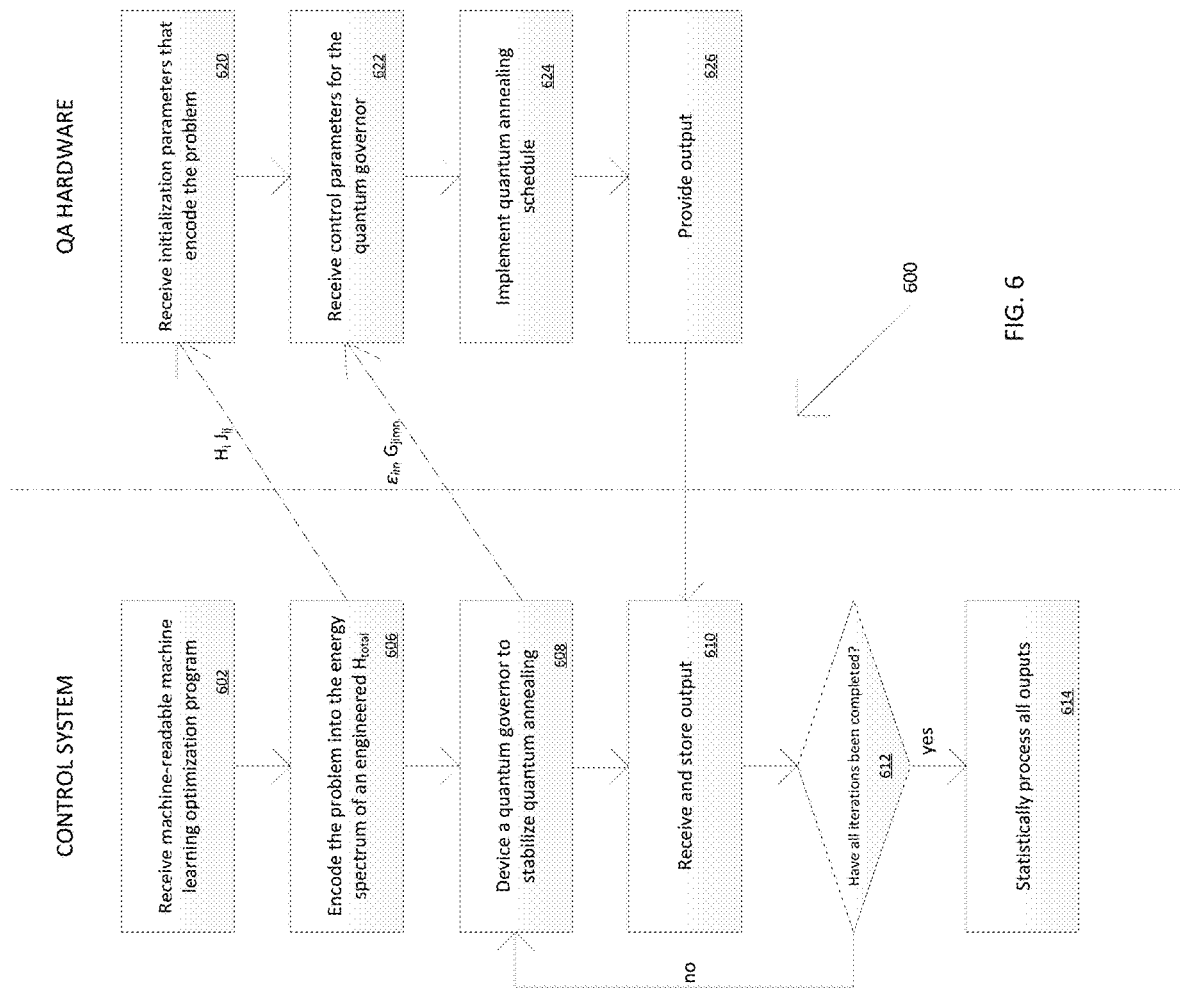 CONTROL SYSTEM
Receive machine-readable machine
learning optimization program
602
Encode the problem into the energy
spectrum of an engineered Htotal
606
Device a quantum governor to
stabilize quantum annealing
608
Receive and store output
610
Have all iterations been completed?
612
no
yes
Statistically process all ouputs
614
QA HARDWARE
Receive initialization parameters that
encode the problem
620
Receive control parameters for the
quantum governor
622
Implement quantum annealing
schedule
624
Provide output
626
Hi Jij
600
FIG. 6